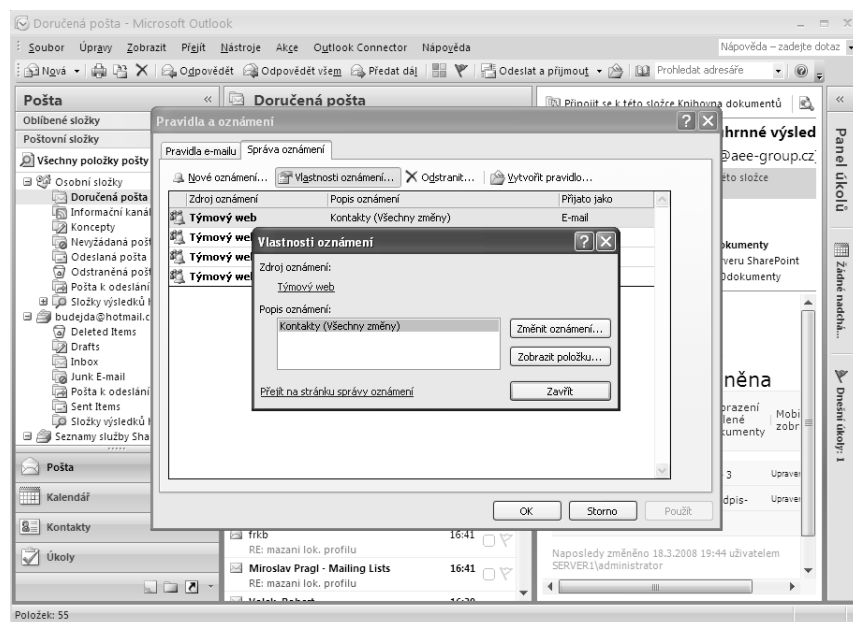 Doručená pošta - Microsoft Outlook
Soubor Úpravy Zobrazit Přejít Nástroje Akce Outlook Connector Nápověda
Nápověda – zadejte dotaz
Nová Odpovědět Odpovědět všem Předat dál Odeslat a přijmout Prohledat adresáře
Pošta «
Oblíbené složky
Poštovní složky
Všechny položky pošty
Osobní složky
Doručená pošta
Informační kanál
Koncepty
Nevyžádaná pošt
Odeslaná pošta
Odstraněná pošt
Pošta k odeslání
Složky výsledků h
budejda@hotmail.c
Deleted Items
Drafts
Inbox
Junk E-mail
Pošta k odeslání
Sent Items
Složky výsledků h
Seznamy služby Sha
Pošta
Kalendář
Kontakty
Úkoly
Doručená pošta
Připojit se k této složce Knihovna dokumentů
hrnné výsled
@aee-group.cz]
éto složce
okumenty
rveru SharePoint
Dokumenty
něna
brazení
lené
kumenty
Mobi
zobr
3 Upraven
dpis- Upraven
Naposledy změněno 18.3.2008 19:44 uživatelem
SERVER1\administrator
«
Panel úkolů
Žádné nadchá...
Dnešní úkoly: 1
Pravidla a oznámení
Pravidla e-mailu Správa oznámení
Nové oznámení... Vlastnosti oznámení... Odstranit... Vytvořit pravidlo...
Zdroj oznámení Popis oznámení Přijato jako
Týmový web Kontakty (Všechny změny) E-mail
Týmový we
Týmový we
Týmový we
Vlastnosti oznámení
Zdroj oznámení:
Týmový web
Popis oznámení:
Kontakty (Všechny změny)
Změnit oznámení...
Zobrazit položku...
Přejít na stránku správy oznámení
Zavřít
OK Storno Použít
frkb 16:41
RE: mazani lok. profilu
Miroslav Pragl - Mailing Lists 16:41
RE: mazani lok. profilu
Položek: 55